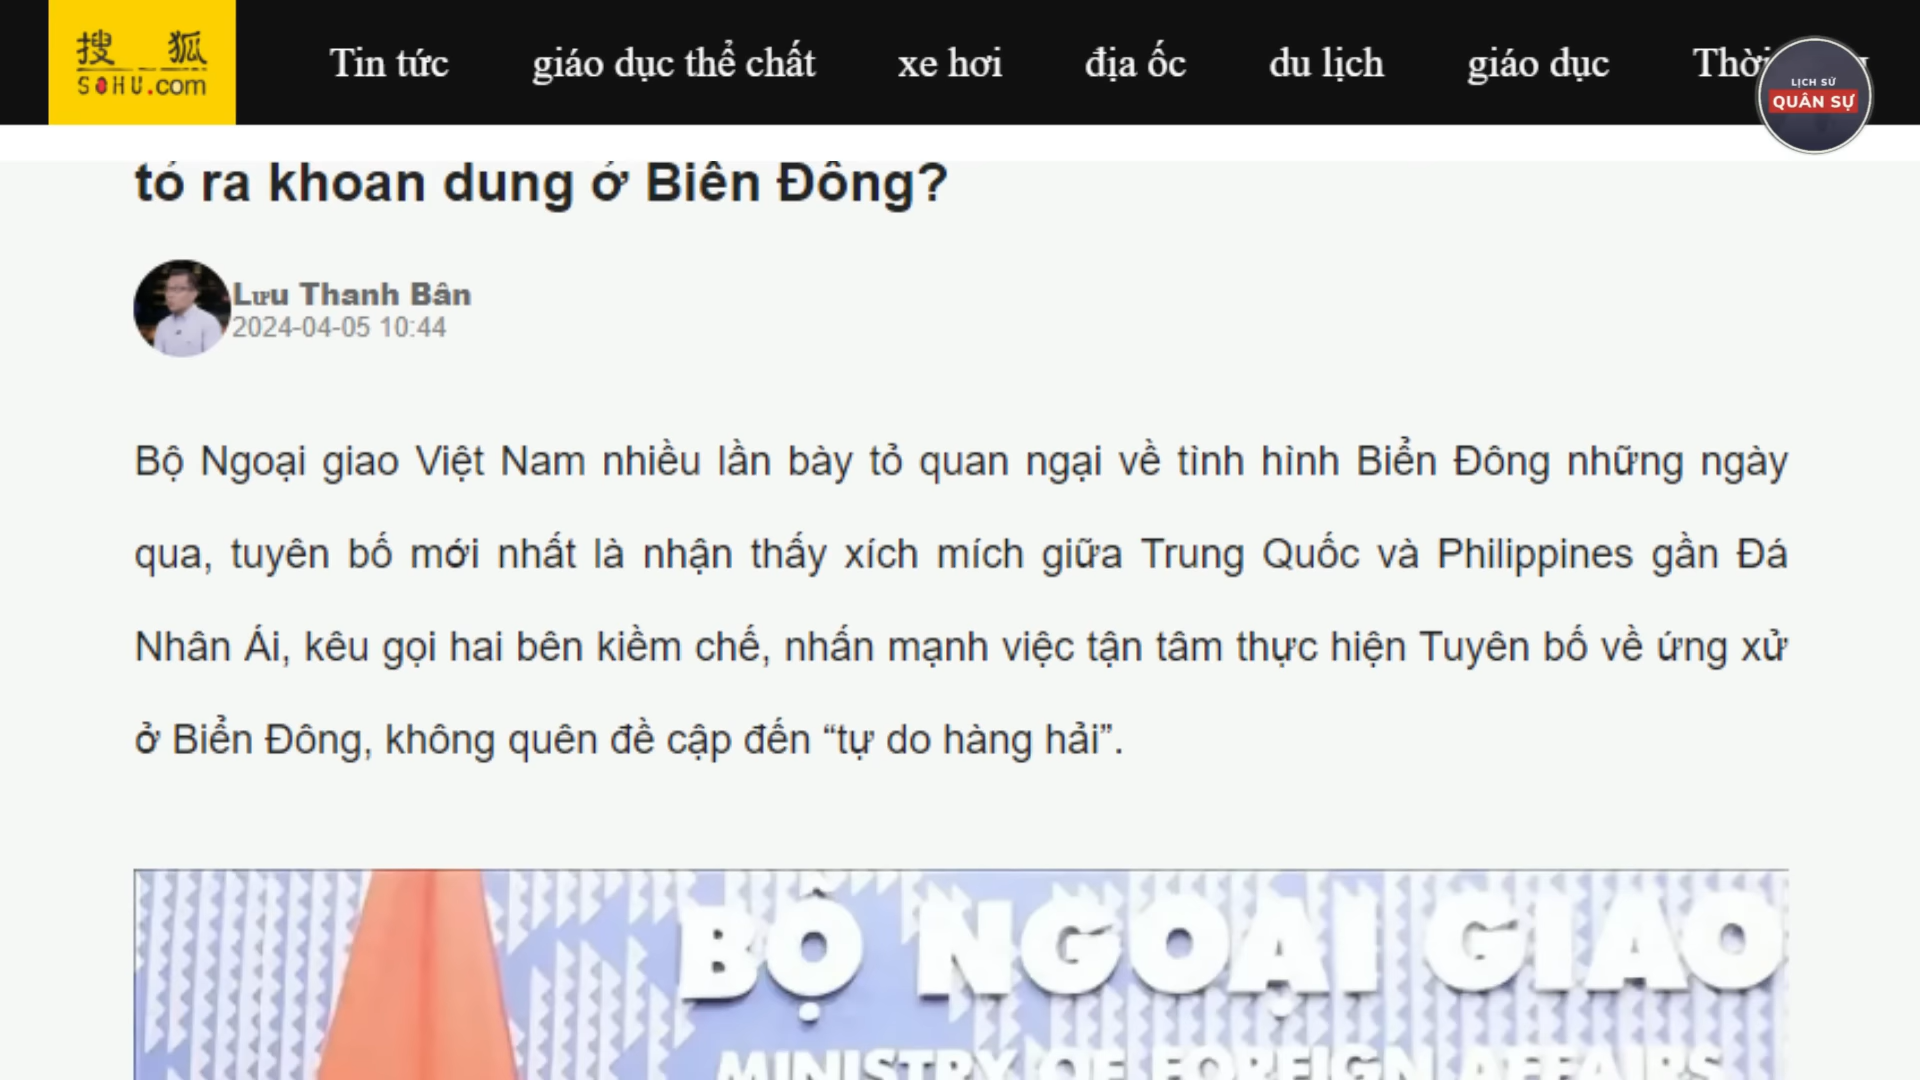 搜 狐
SOHU.com
Tin tức giáo dục thể chất xe hơi địa ốc du lịch giáo dục
LỊCH SỬ
QUÂN SỰ
tỏ ra khoan dung ở Biển Đông?
Lưu Thanh Bân
2024-04-05 10:44
Bộ Ngoại giao Việt Nam nhiều lần bày tỏ quan ngại về tình hình Biển Đông những ngày
qua, tuyên bố mới nhất là nhận thấy xích mích giữa Trung Quốc và Philippines gần Đá
Nhân Ái, kêu gọi hai bên kiềm chế, nhấn mạnh việc tận tâm thực hiện Tuyên bố về ứng xử
ở Biển Đông, không quên đề cập đến “tự do hàng hải”.
BỘ NGOẠI GIAO
MINISTRY OF FOREIGN AFFAIRS